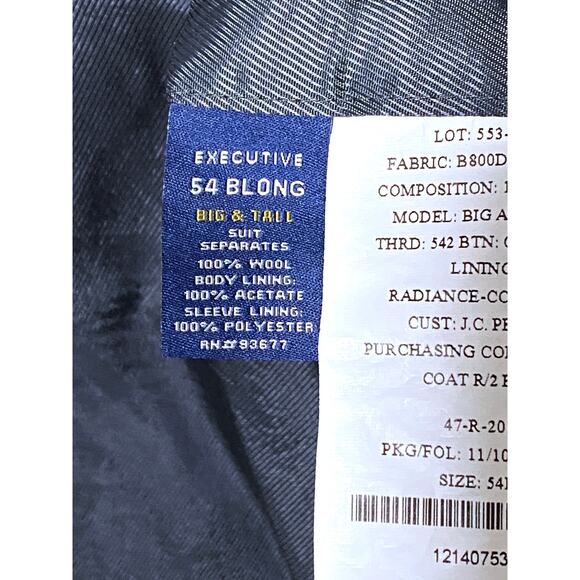 EXECUTIVE
54 BLONG
BIG & TALL
SUIT
SEPARATES
100% WOOL
BODY LINING:
100% ACETATE
SLEEVE LINING:
100% POLYESTER
RN#93677
LOT: 553-
FABRIC: B800D
COMPOSITION: 1
MODEL: BIG A
THRD: 542 BTN:
LINING
RADIANCE-CO
CUST: J.C. PE
PURCHASING COR
COAT R/2 
47-R-20
PKG/FOL: 11/10
SIZE: 54
12140753